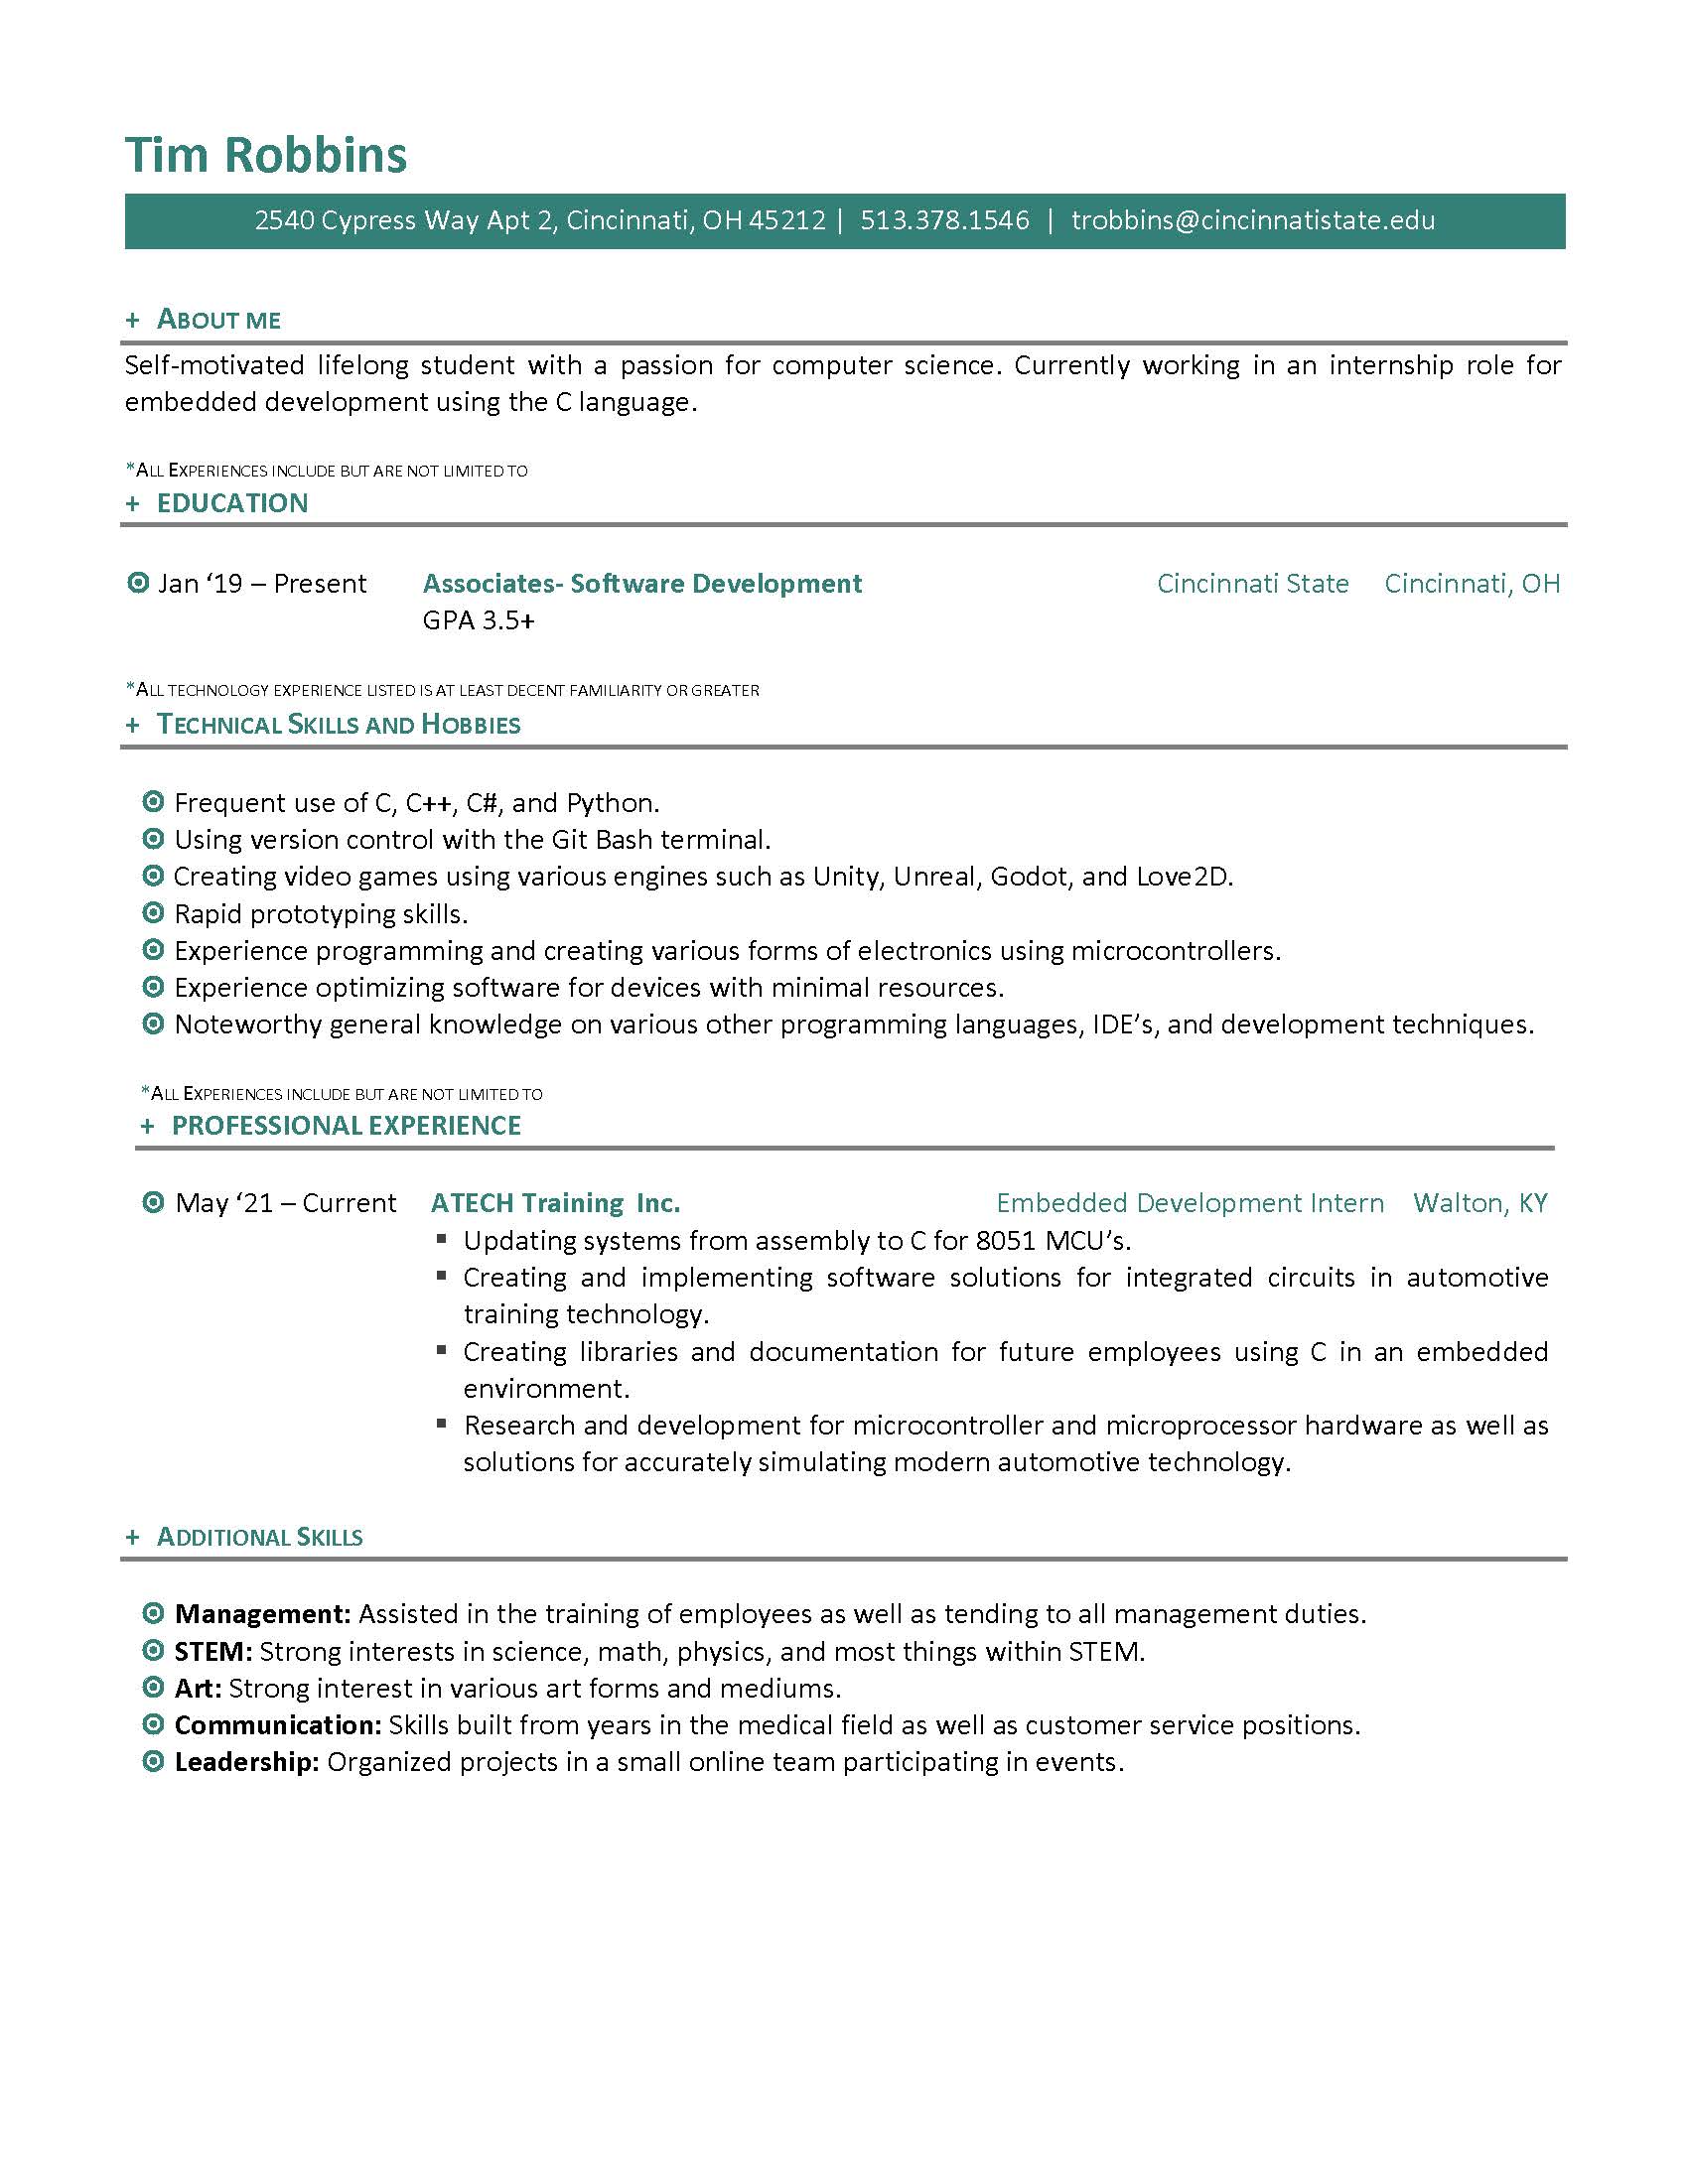 Tim Robbins
2540 Cypress Way Apt 2, Cincinnati, OH 45212 | 513.378.1546 | trobbins@cincinnatistate.edu
+ ABOUT ME
Self-motivated lifelong student with a passion for computer science. Currently working in an internship role for
embedded development using the C language.
*ALL EXPERIENCES INCLUDE BUT ARE NOT LIMITED TO
+ EDUCATION
Jan ‘19 – Present Associates- Software Development Cincinnati State Cincinnati, OH
GPA 3.5+
*ALL TECHNOLOGY EXPERIENCE LISTED IS AT LEAST DECENT FAMILIARITY OR GREATER
+ TECHNICAL SKILLS AND HOBBIES
Frequent use of C, C++, C#, and Python.
Using version control with the Git Bash terminal.
Creating video games using various engines such as Unity, Unreal, Godot, and Love2D.
Rapid prototyping skills.
Experience programming and creating various forms of electronics using microcontrollers.
Experience optimizing software for devices with minimal resources.
Noteworthy general knowledge on various other programming languages, IDE’s, and development techniques.
*ALL EXPERIENCES INCLUDE BUT ARE NOT LIMITED TO
+ PROFESSIONAL EXPERIENCE
May ‘21 – Current ATECH Training Inc. Embedded Development Intern Walton, KY
▪ Updating systems from assembly to C for 8051 MCU’s.
▪ Creating and implementing software solutions for integrated circuits in automotive
training technology.
▪ Creating libraries and documentation for future employees using C in an embedded
environment.
▪ Research and development for microcontroller and microprocessor hardware as well as
solutions for accurately simulating modern automotive technology.
+ ADDITIONAL SKILLS
Management: Assisted in the training of employees as well as tending to all management duties.
STEM: Strong interests in science, math, physics, and most things within STEM.
Art: Strong interest in various art forms and mediums.
Communication: Skills built from years in the medical field as well as customer service positions.
Leadership: Organized projects in a small online team participating in events.